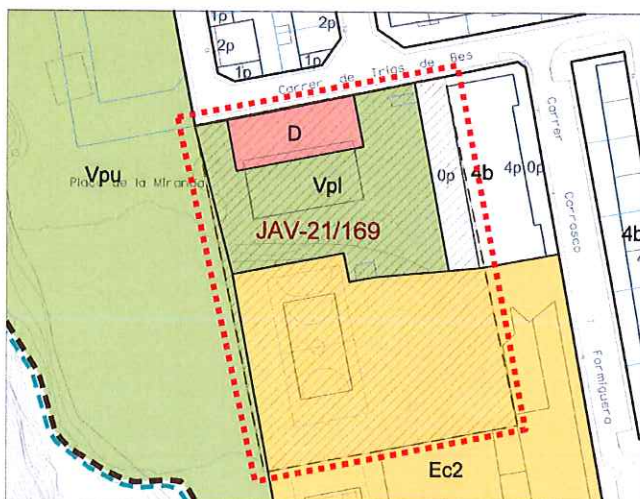 2p
1p
1p
2p
1p
Carrer de Trias de Bes
D
Vpu
Vpl
0p
4b
4p
0p
Carrer
Plaça de la Miranda
JAV-21/169
Carrasco
4b
Formiguera
Ec2